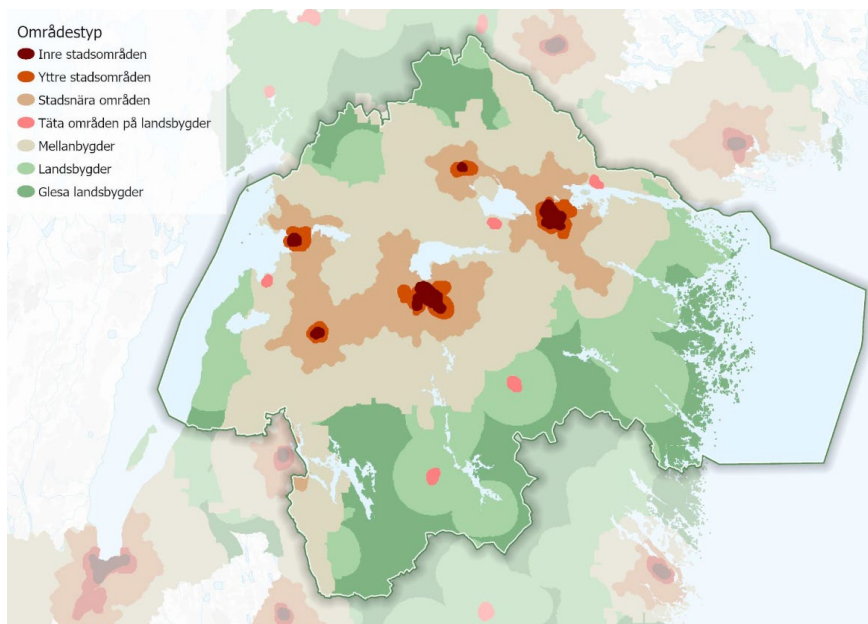 Områdestyp
Inre stadsområden
Yttre stadsområden
Stadsnära områden
Täta områden på landsbygder
Mellanbygder
Landsbygder
Glesa landsbygder